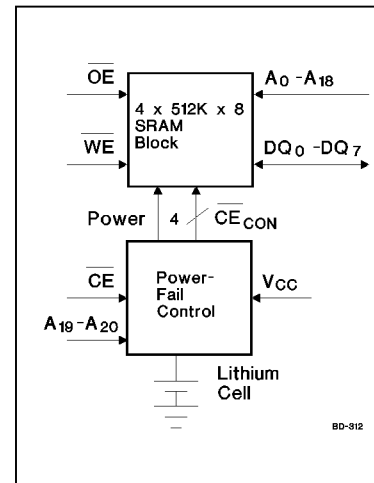 OE
A0 -A18
4 x 512K x 8
SRAM
Block
WE
DQ0 -DQ7
Power
4
CECON
CE
Power-
Fail
Control
VCC
A19-A20
Lithium
Cell
BD-312